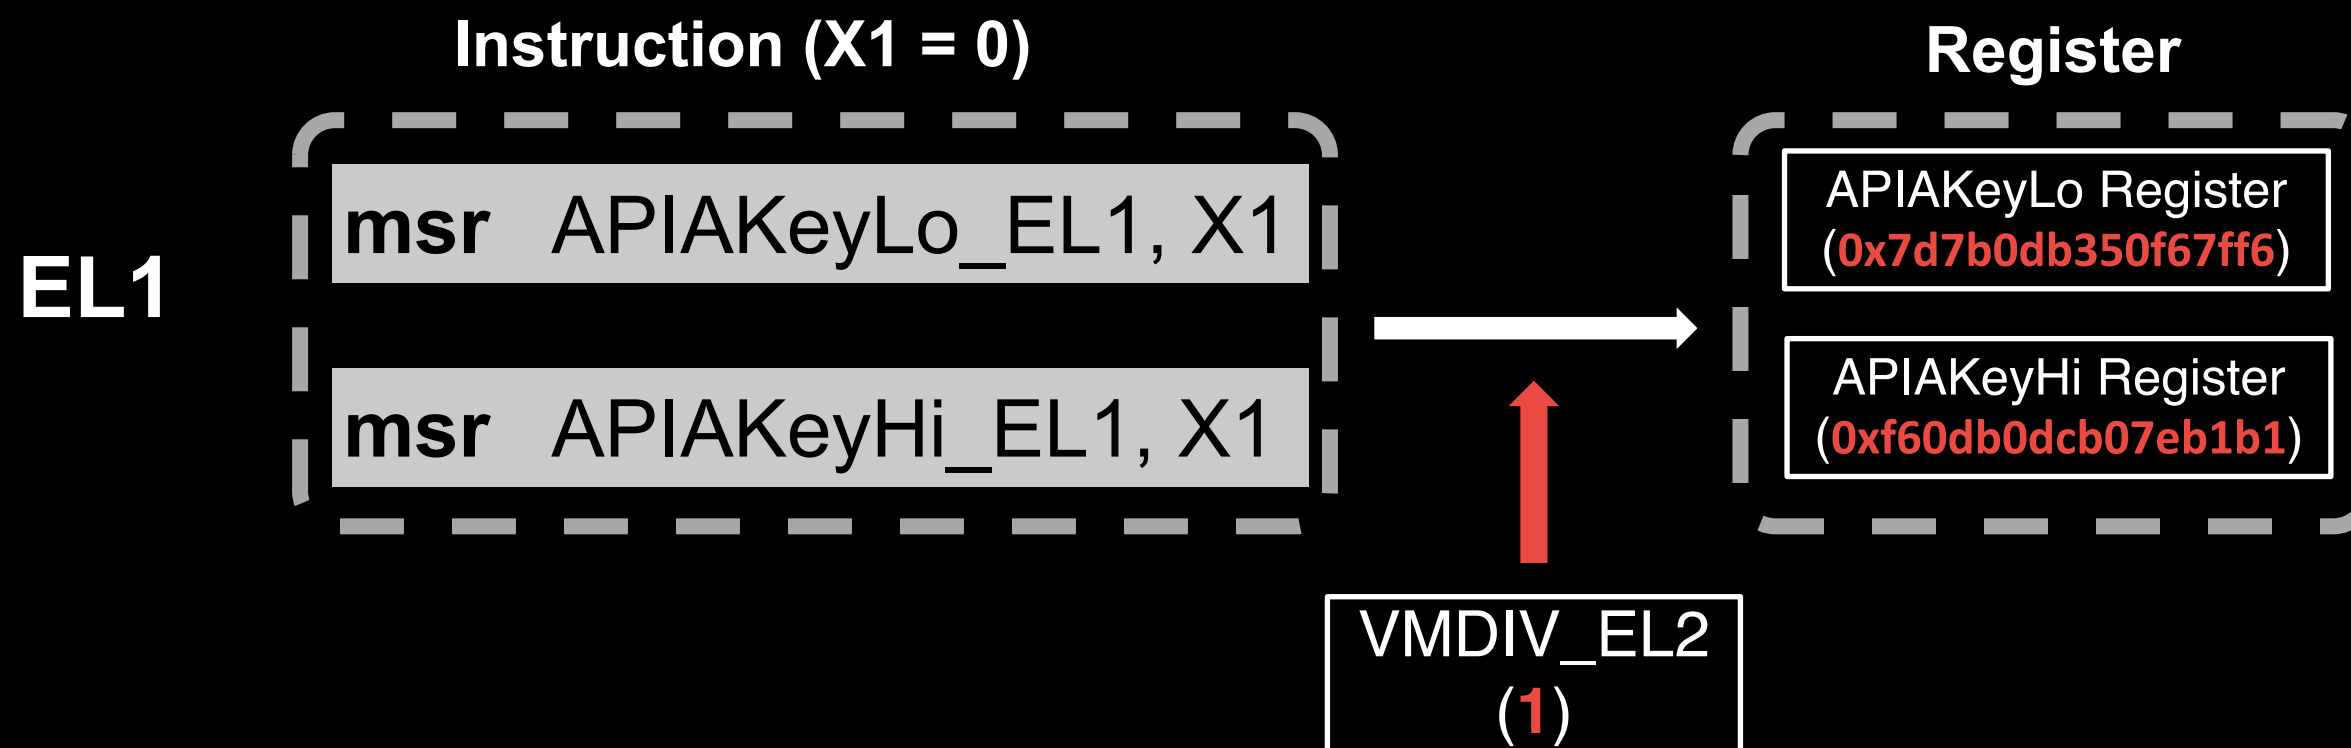 Instruction (X1 = 0)
Register
EL1
msr APIAKeyLo_EL1, X1
msr APIAKeyHi_EL1, X1
APIAKeyLo Register
(0x7d7b0db350f67ff6)
APIAKeyHi Register
(0xf60db0dcb07eb1b1)
VMDIV_EL2
(1)